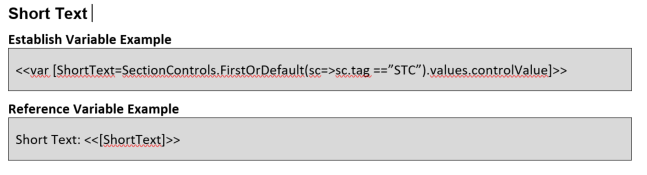 Short Text
Establish Variable Example
<<var [ShortText=SectionControls.FirstOrDefault(sc=>sc.tag ==”STC”).values.controlValue]>>
Reference Variable Example
Short Text: <<[ShortText]>>